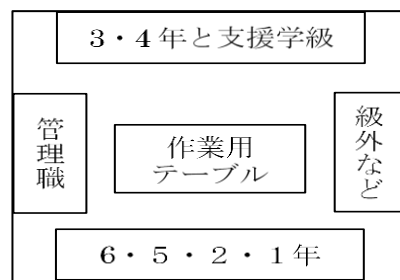 3・4年と支援学級
管理職
作業用
テーブル
級外など
6・5・2・1年